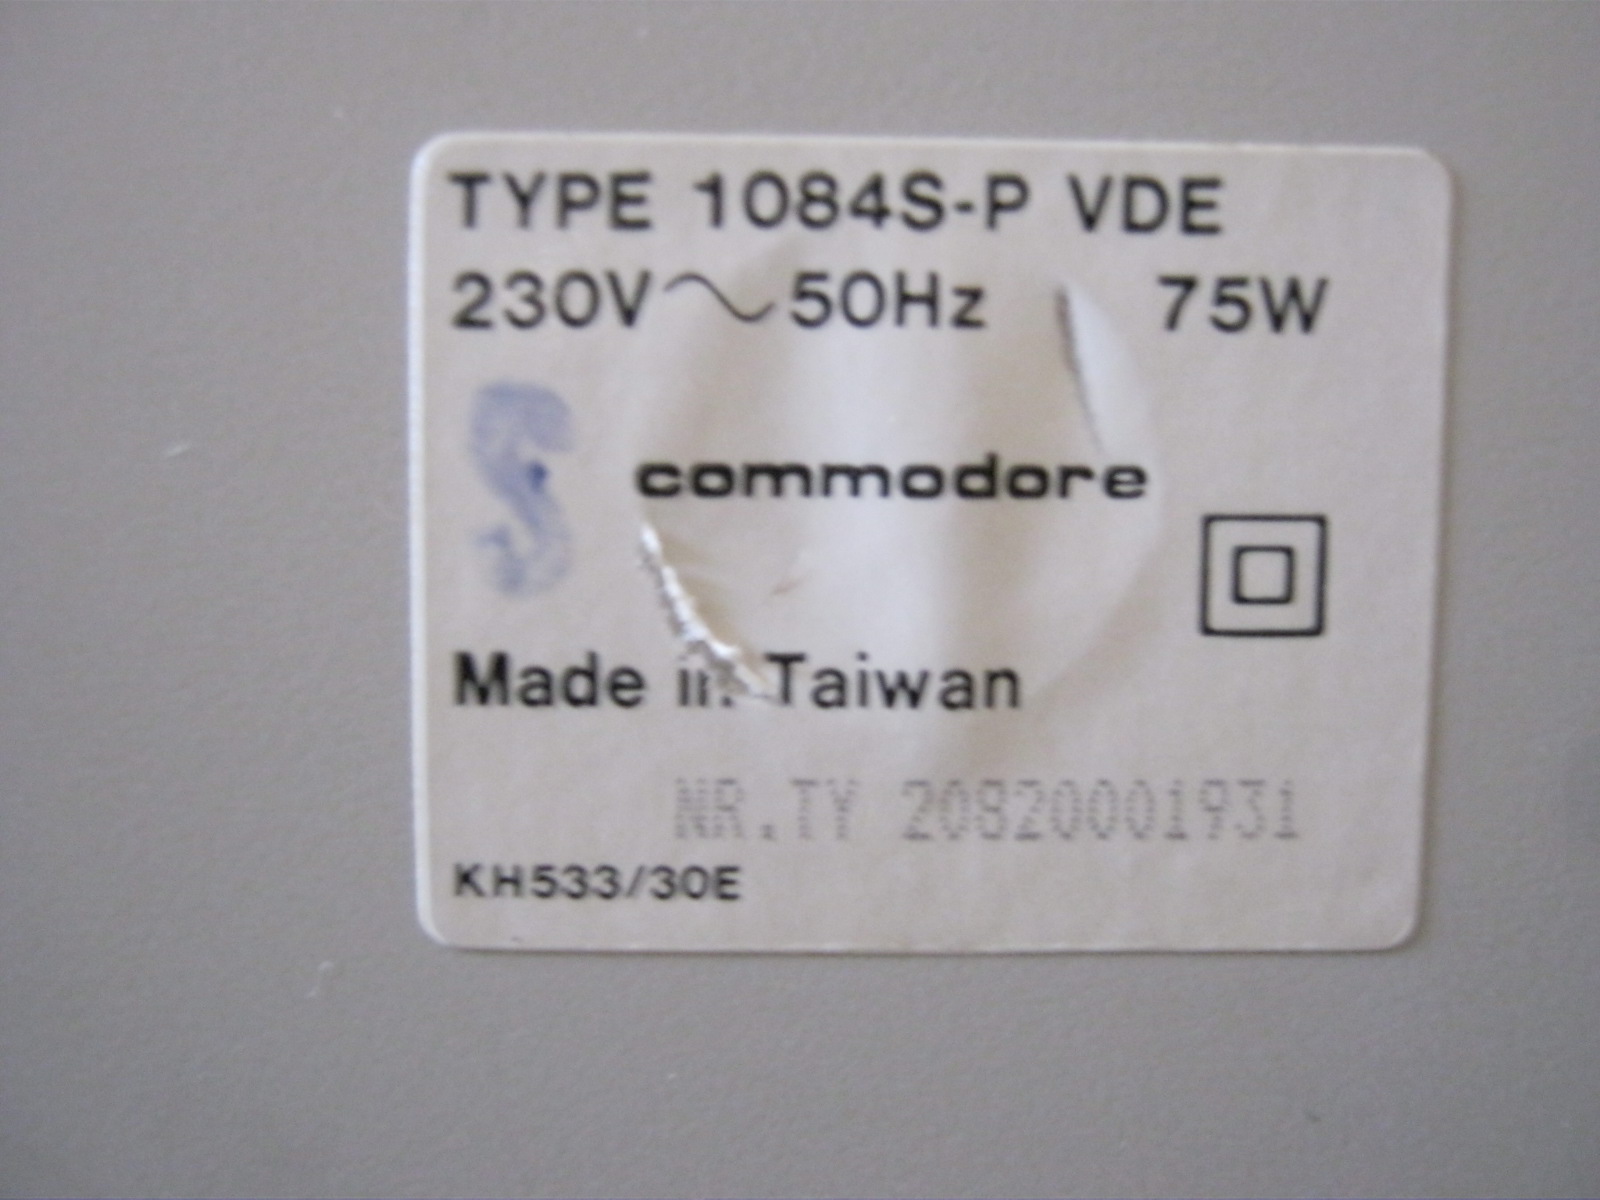 TYPE 1084S-P VDE
230V~50Hz 75W
S
commodore
Made in Taiwan
NR.TY 20820001931
KH533/30E